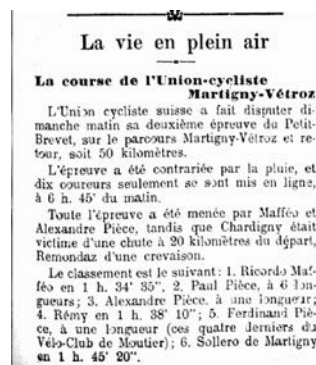 La vie en plein air
La course de l'Union-cycliste
Martigny-Vétroz
L'Union cycliste suisse a fait disputer di-
manche matin sa deuxième épreuve du Petit-
Brevet, sur le parcours Martigny-Vétroz et re-
tour, soit 50 kilomètres.
L'épreuve a été contrariée par la pluie, et
dix coureurs seulement se sont mis en ligne,
à 6 h. 45' du matin.
Toute l'épreuve a été menée par Mafféo et
Alexandre Pièce, tandis que Chardigny était
victime d'une chute à 20 kilomètres du départ,
Remondaz d'une crevaison.
Le classement est le suivant: 1. Ricordo Maf-
féo en 1 h. 34' 35", 2. Paul Pièce, à 6 lon-
gueurs; 3. Alexandre Pièce, à une longueur;
4. Rémy en 1 h. 38' 10"; 5. Ferdinand Piè-
ce, à une longueur (ces quatre derniers du
Vélo-Club de Moutier); 6. Sollero de Martigny
en 1 h. 45' 20".